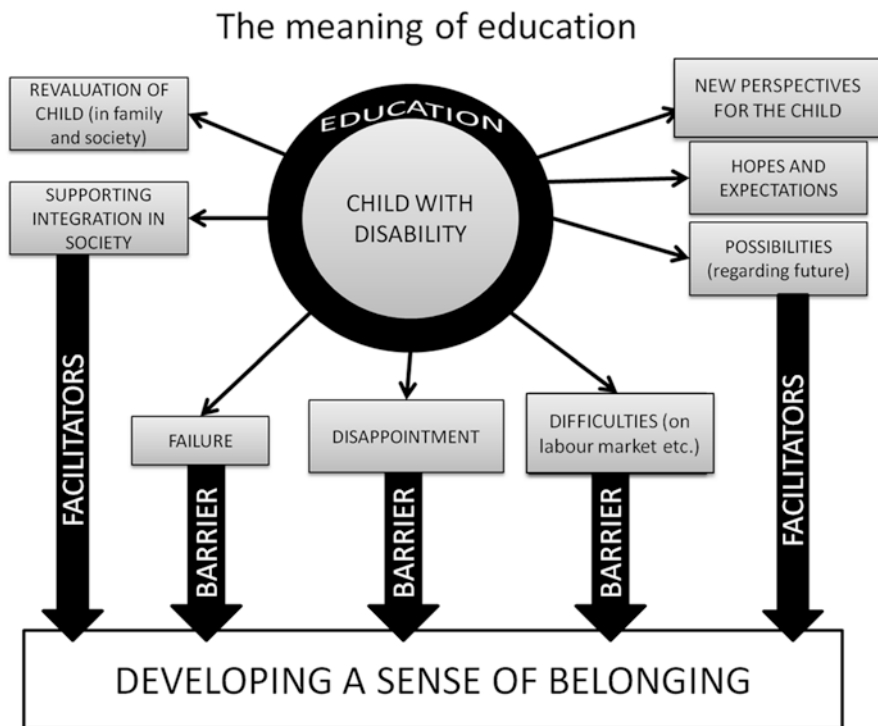 The meaning of education
REVALUATION OF
CHILD (in family
and society)
SUPPORTING
INTEGRATION IN
SOCIETY
EDUCATION
CHILD WITH
DISABILITY
NEW PERSPECTIVES
FOR THE CHILD
HOPES AND
EXPECTATIONS
POSSIBILITIES
(regarding future)
FAILURE
DISAPPOINTMENT
DIFFICULTIES (on
labour market etc.)
FACILITATORS
BARRIER
BARRIER
BARRIER
FACILITATORS
DEVELOPING A SENSE OF BELONGING